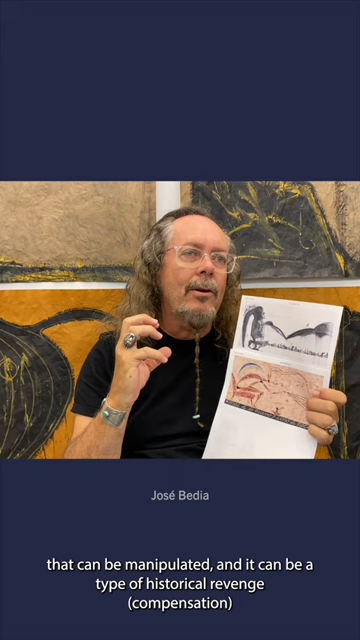 José Bedia
that can be manipulated, and it can be a
type of historical revenge
(compensation)